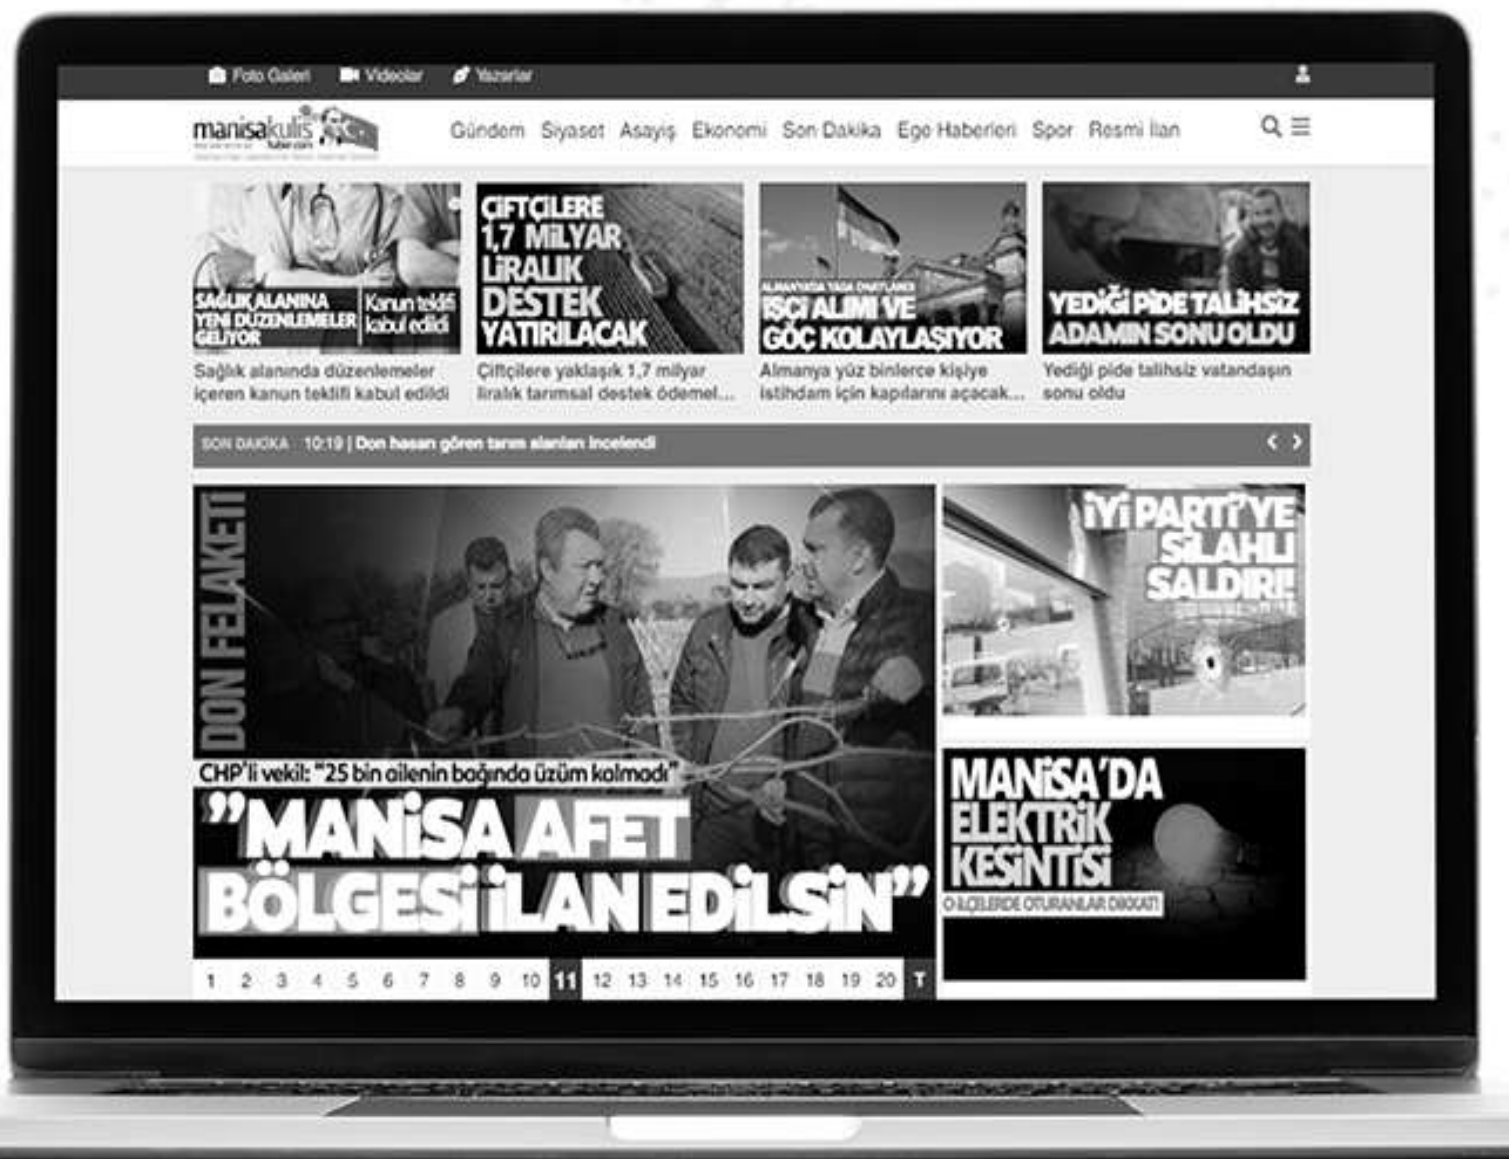 Foto Galeri Videolar Yazarlar
manisakulis
haber.com
Gündem Siyaset Asayiş Ekonomi Son Dakika Ege Haberleri Spor Resmi İlan
SAĞLIK ALANINA
YENİ DÜZENLEMELER
GELİYOR
Kanun teklifi
kabul edildi
Sağlık alanında düzenlemeler
içeren kanun teklifi kabul edildi
ÇİFTÇİLERE
1,7 MİLYAR
LİRALIK
DESTEK
YATIRILACAK
Çiftçilere yaklaşık 1,7 milyar
liralık tarımsal destek ödemel...
ALMANYA'DA YASA ONAYLANDI
İŞÇİ ALIMI VE
GÖÇ KOLAYLAŞIYOR
Almanya yüz binlerce kişiye
istihdam için kapılarını açacak...
YEDİĞİ PİDE TALİHSİZ
ADAMIN SONU OLDU
Yediği pide talihsiz vatandaşın
sonu oldu
SON DAKİKA 10:19 | Don hasarı gören tarım alanları incelendi
DON FELAKETİ
CHP'li vekil: "25 bin ailenin bağında üzüm kalmadı"
"MANİSA AFET
BÖLGESİ İLAN EDİLSİN"
1 2 3 4 5 6 7 8 9 10 11 12 13 14 15 16 17 18 19 20 T
İYİ PARTİ'YE
SİLAHLI
SALDIRI!
MANİSA'DA
ELEKTRİK
KESİNTİSİ
O İLÇELERDE OTURANLAR DİKKAT!